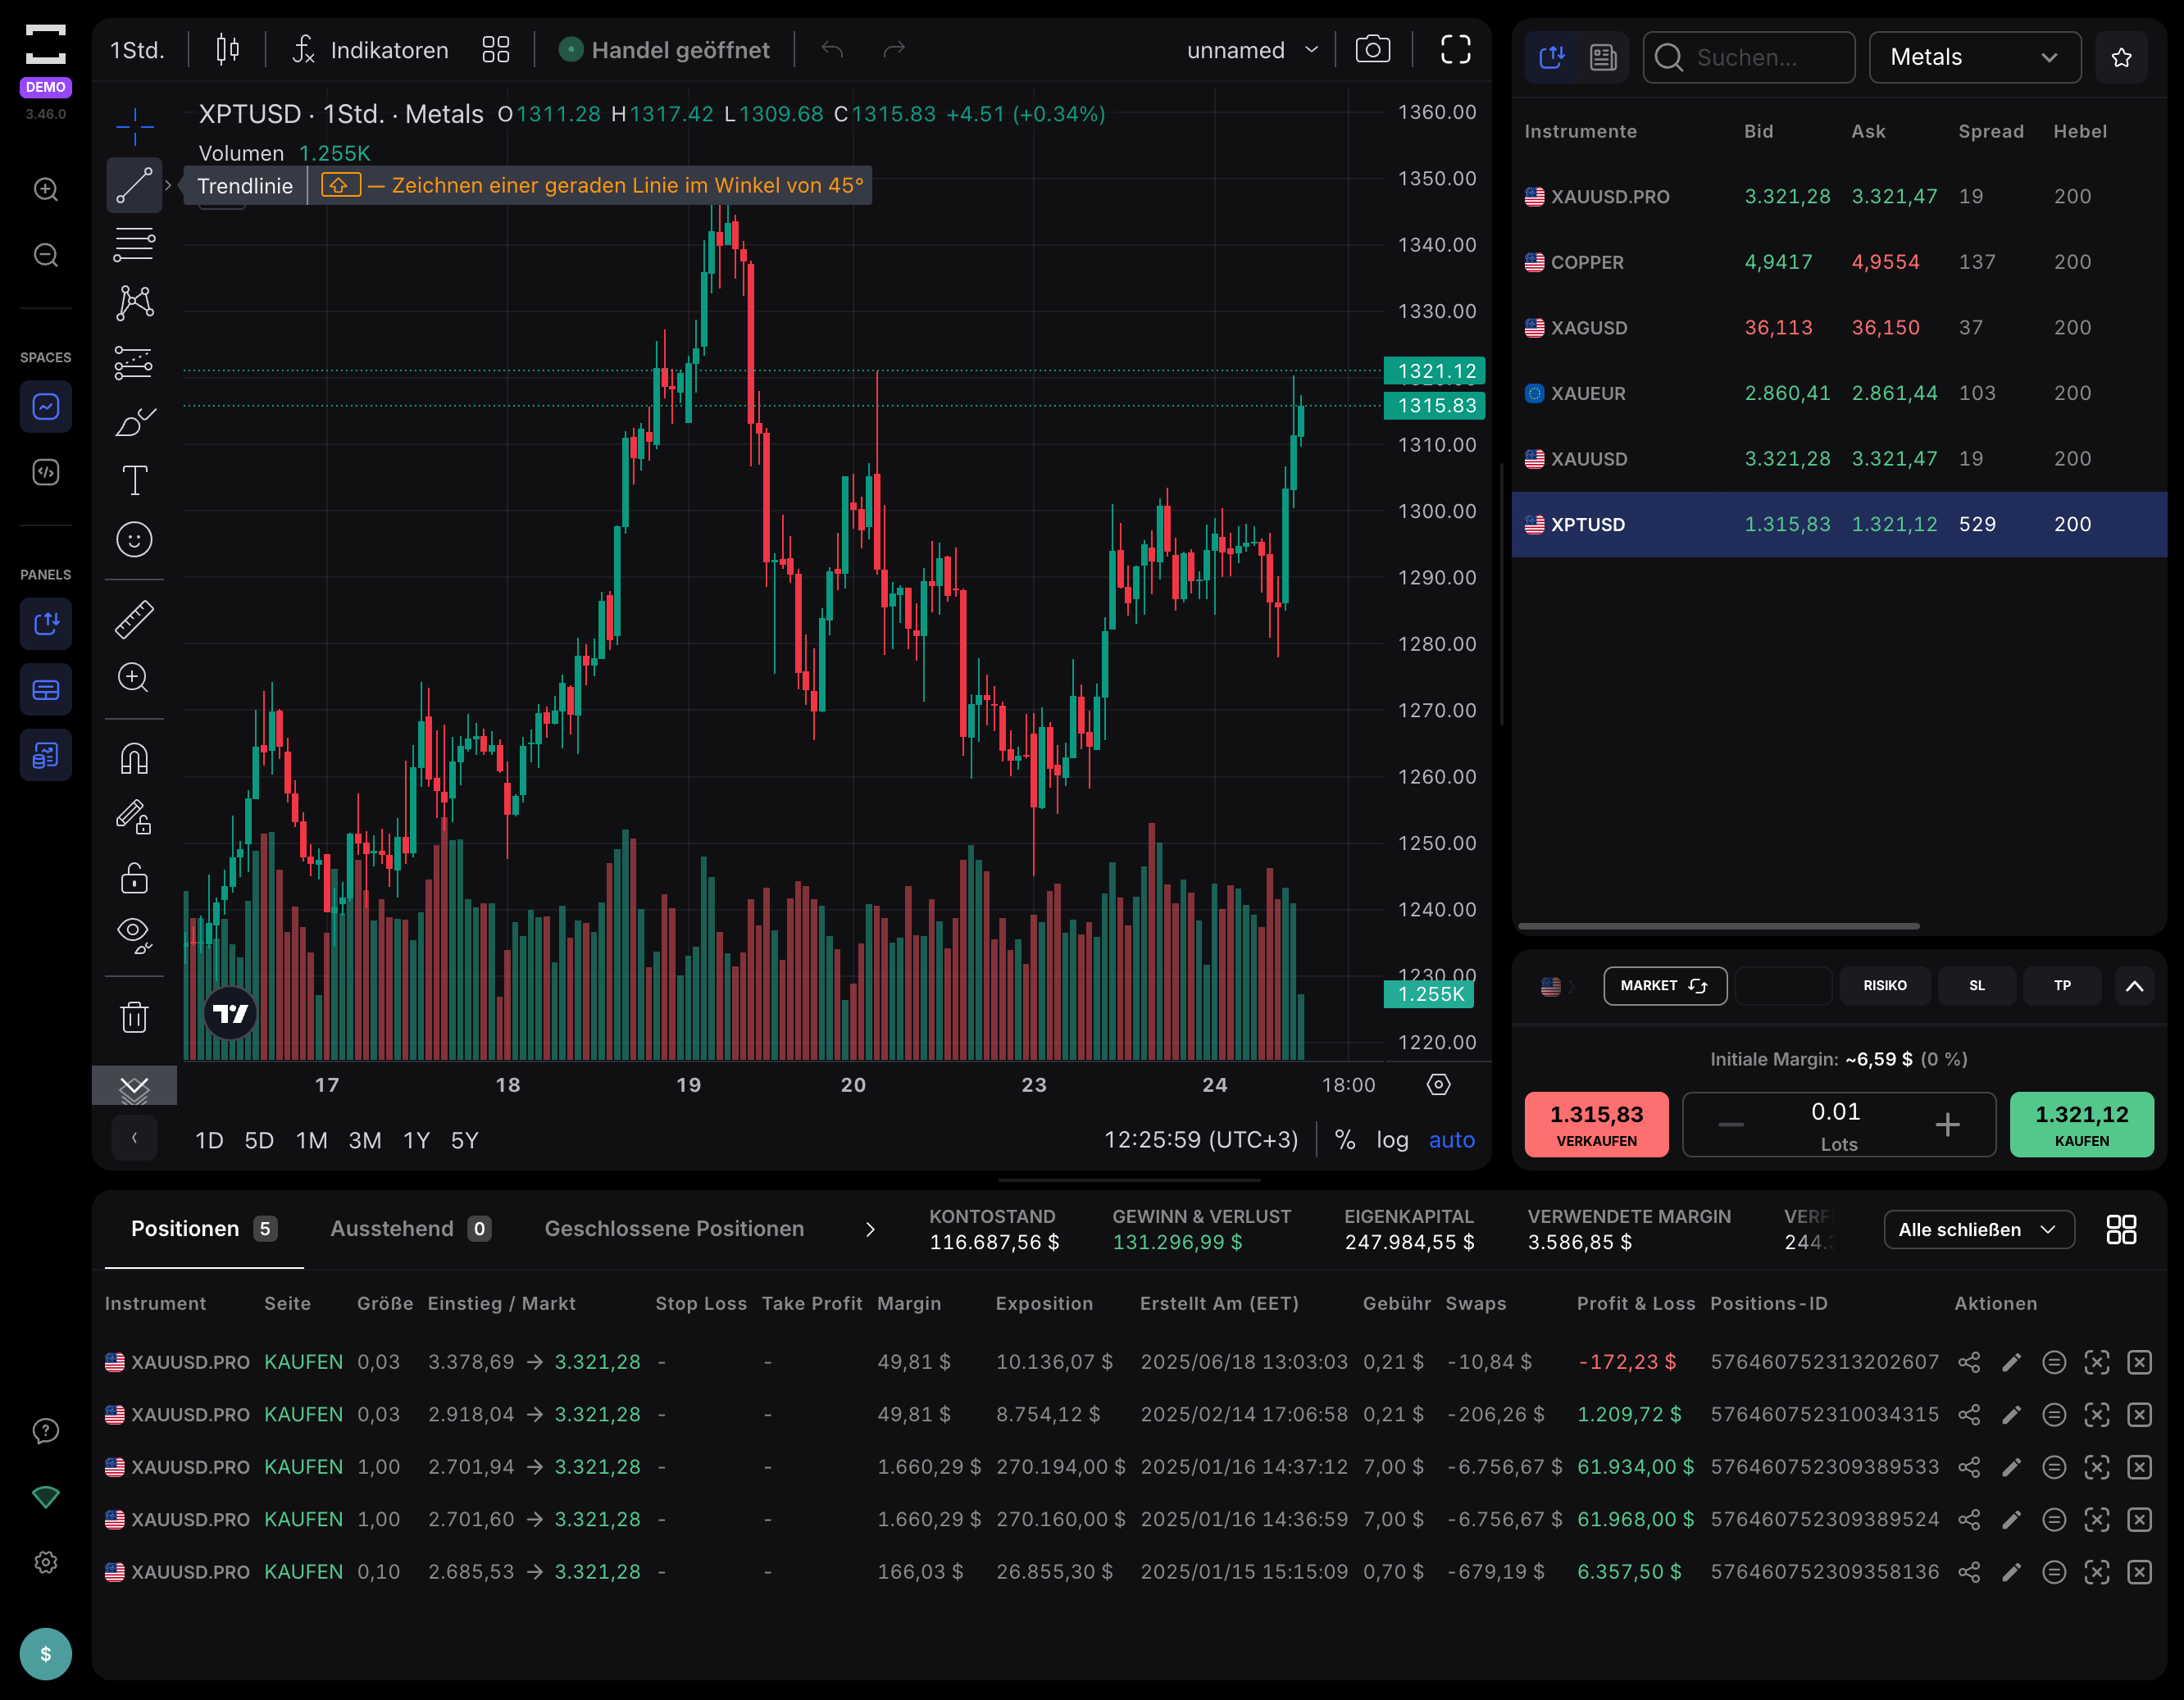 DEMO
3.46.0
SPACES
PANELS
$
1Std.
Indikatoren
Handel geöffnet
unnamed
XPTUSD · 1Std. · Metals O1311.28 H1317.42 L1309.68 C1315.83 +4.51 (+0.34%)
Volumen 1.255K
Trendlinie
— Zeichnen einer geraden Linie im Winkel von 45°
1360.00
1350.00
1340.00
1330.00
1321.12
1315.83
1310.00
1300.00
1290.00
1280.00
1270.00
1260.00
1250.00
1240.00
1230.00
1.255K
1220.00
17 18 19 20 23 24 18:00
1D 5D 1M 3M 1Y 5Y
12:25:59 (UTC+3) % log auto
Suchen...
Metals
Instrumente Bid Ask Spread Hebel
XAUUSD.PRO 3.321,28 3.321,47 19 200
COPPER 4,9417 4,9554 137 200
XAGUSD 36,113 36,150 37 200
XAUEUR 2.860,41 2.861,44 103 200
XAUUSD 3.321,28 3.321,47 19 200
XPTUSD 1.315,83 1.321,12 529 200
MARKET RISIKO SL TP
Initiale Margin: ~6,59 $ (0 %)
1.315,83
VERKAUFEN
0.01
Lots
1.321,12
KAUFEN
Positionen 5 Ausstehend 0 Geschlossene Positionen
KONTOSTAND
116.687,56 $
GEWINN & VERLUST
131.296,99 $
EIGENKAPITAL
247.984,55 $
VERWENDETE MARGIN
3.586,85 $
Alle schließen
Instrument Seite Größe Einstieg / Markt Stop Loss Take Profit Margin Exposition Erstellt Am (EET) Gebühr Swaps Profit & Loss Positions-ID Aktionen
XAUUSD.PRO KAUFEN 0,03 3.378,69 → 3.321,28 - - 49,81 $ 10.136,07 $ 2025/06/18 13:03:03 0,21 $ -10,84 $ -172,23 $ 576460752313202607
XAUUSD.PRO KAUFEN 0,03 2.918,04 → 3.321,28 - - 49,81 $ 8.754,12 $ 2025/02/14 17:06:58 0,21 $ -206,26 $ 1.209,72 $ 576460752310034315
XAUUSD.PRO KAUFEN 1,00 2.701,94 → 3.321,28 - - 1.660,29 $ 270.194,00 $ 2025/01/16 14:37:12 7,00 $ -6.756,67 $ 61.934,00 $ 576460752309389533
XAUUSD.PRO KAUFEN 1,00 2.701,60 → 3.321,28 - - 1.660,29 $ 270.160,00 $ 2025/01/16 14:36:59 7,00 $ -6.756,67 $ 61.968,00 $ 576460752309389524
XAUUSD.PRO KAUFEN 0,10 2.685,53 → 3.321,28 - - 166,03 $ 26.855,30 $ 2025/01/15 15:15:09 0,70 $ -679,19 $ 6.357,50 $ 576460752309358136